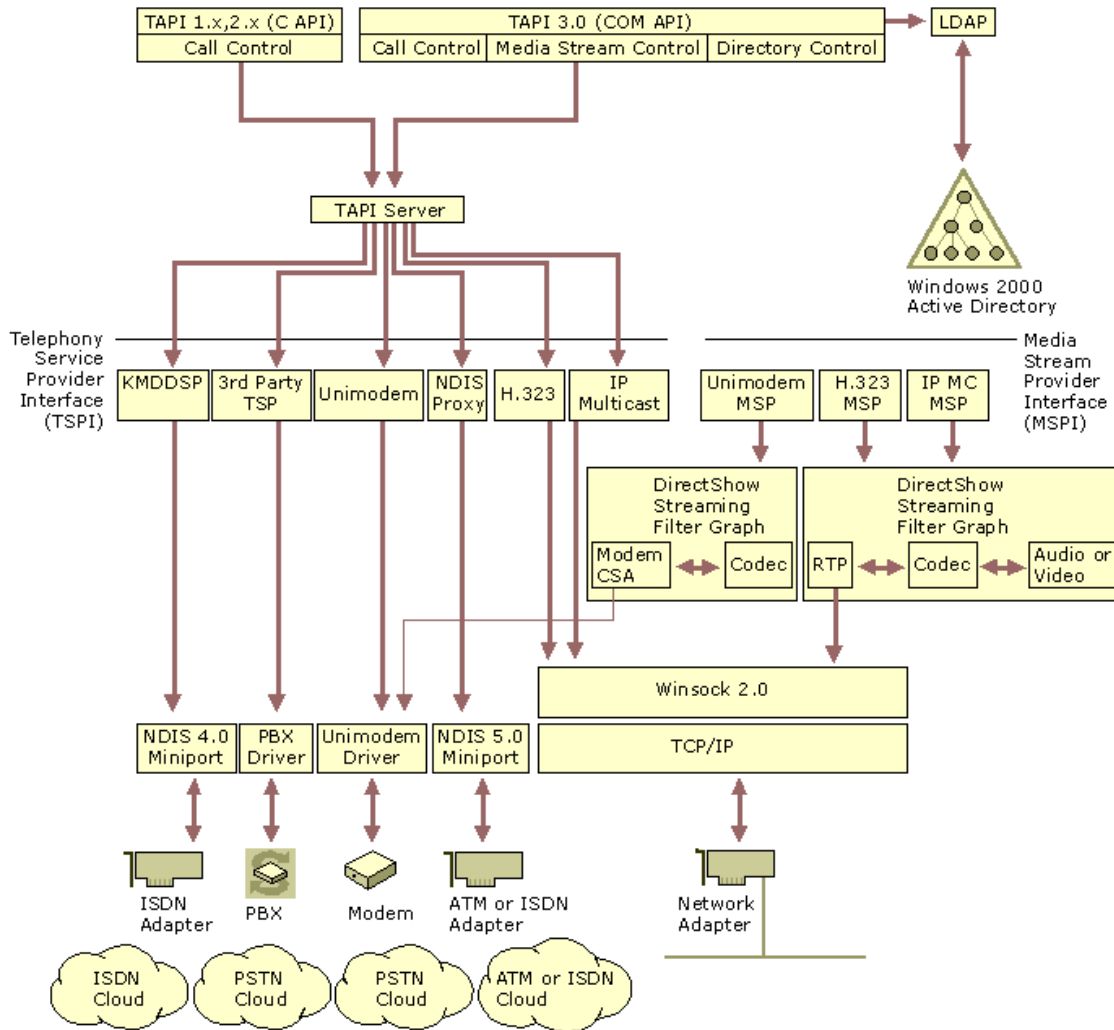 TAPI 1.x,2.x (C API)
Call Control
TAPI 3.0 (COM API)
Call Control
Media Stream Control
Directory Control
LDAP
TAPI Server
Windows 2000
Active Directory
Telephony
Service
Provider
Interface
(TSPI)
Media
Stream
Provider
Interface
(MSPI)
KMDDSP
3rd Party
TSP
Unimodem
NDIS
Proxy
H.323
IP
Multicast
Unimodem
MSP
H.323
MSP
IP MC
MSP
DirectShow
Streaming
Filter Graph
Modem
CSA
Codec
DirectShow
Streaming
Filter Graph
RTP
Codec
Audio or
Video
Winsock 2.0
NDIS 4.0
Miniport
PBX
Driver
Unimodem
Driver
NDIS 5.0
Miniport
TCP/IP
ISDN
Adapter
PBX
Modem
ATM or ISDN
Adapter
Network
Adapter
ISDN
Cloud
PSTN
Cloud
PSTN
Cloud
ATM or ISDN
Cloud